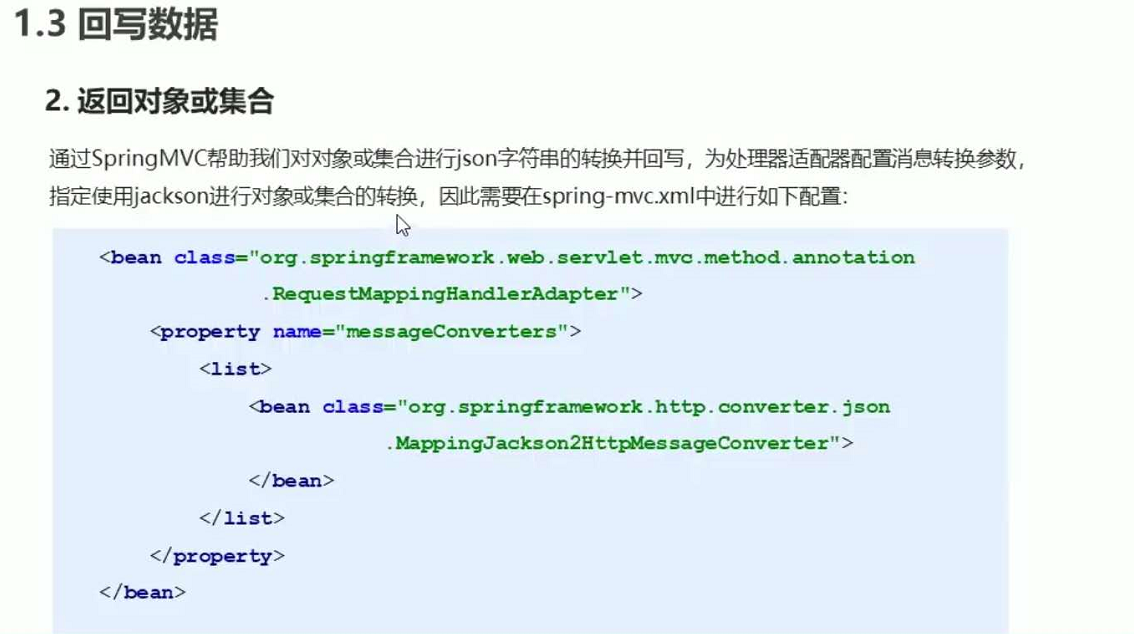 1.3 回写数据
2. 返回对象或集合
通过SpringMVC帮助我们对对象或集合进行json字符串的转换并回写，为处理器适配器配置消息转换参数，
指定使用jackson进行对象或集合的转换，因此需要在spring-mvc.xml中进行如下配置：
<bean class="org.springframework.web.servlet.mvc.method.annotation
.RequestMappingHandlerAdapter">
<property name="messageConverters">
<list>
<bean class="org.springframework.http.converter.json
.MappingJackson2HttpMessageConverter">
</bean>
</list>
</property>
</bean>